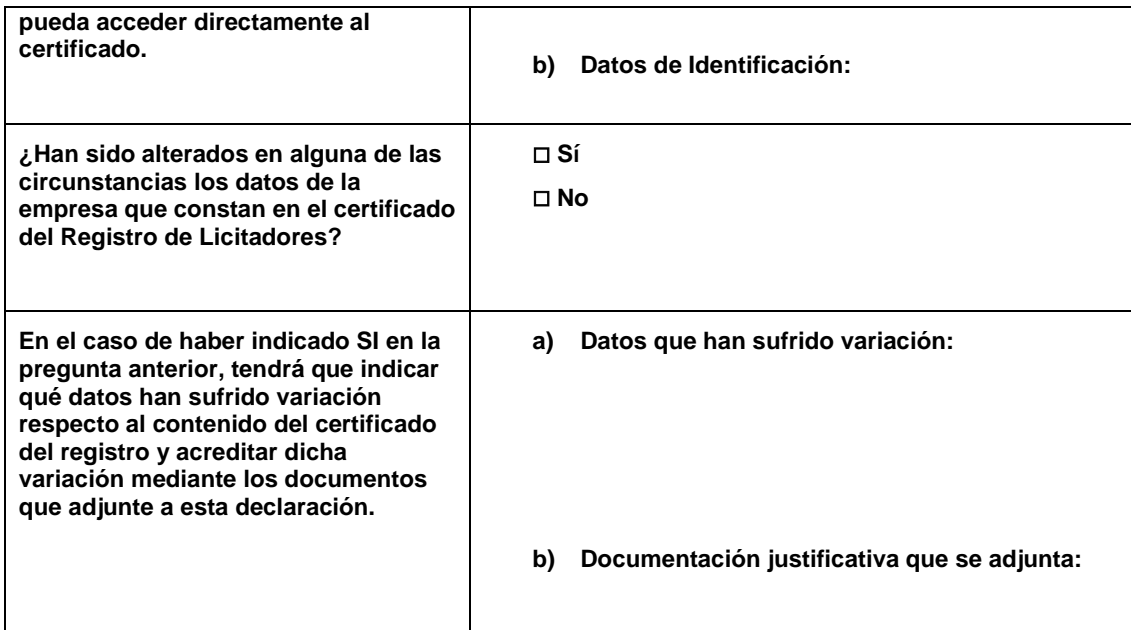 pueda acceder directamente al
certificado.
b) Datos de Identificación:
¿Han sido alterados en alguna de las
circunstancias los datos de la
empresa que constan en el certificado
del Registro de Licitadores?
□ Sí
□ No
En el caso de haber indicado SI en la
pregunta anterior, tendrá que indicar
qué datos han sufrido variación
respecto al contenido del certificado
del registro y acreditar dicha
variación mediante los documentos
que adjunte a esta declaración.
a) Datos que han sufrido variación:
b) Documentación justificativa que se adjunta: